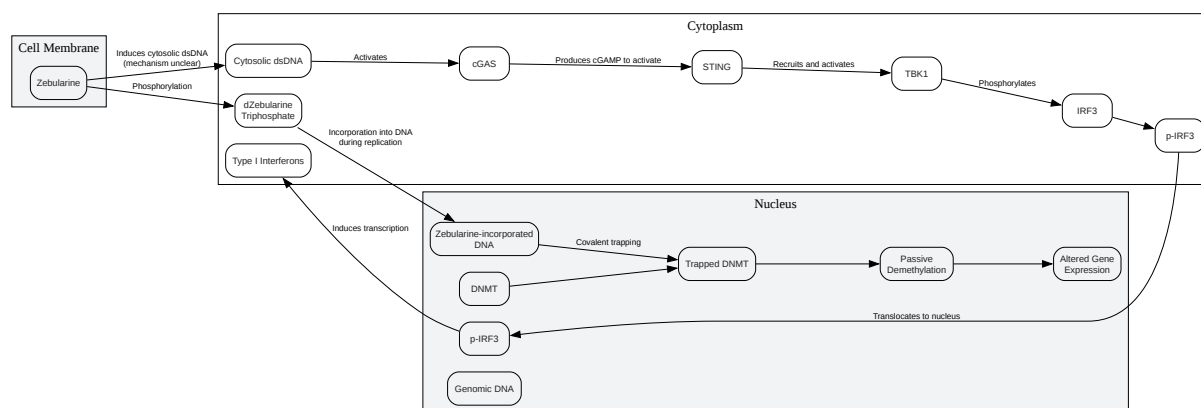 Cytoplasm
Cell Membrane
Zebularine
Induces cytosolic dsDNA
(mechanism unclear)
Phosphorylation
Cytosolic dsDNA
Activates
cGAS
Produces cGAMP to activate
STING
Recruits and activates
TBK1
Phosphorylates
IRF3
p-IRF3
dZebularine
Triphosphate
Incorporation into DNA
during replication
Type I Interferons
Nucleus
Induces transcription
Zebularine-incorporated
DNA
Covalent trapping
Trapped DNMT
Passive
Demethylation
Altered Gene
Expression
DNMT
Translocates to nucleus
p-IRF3
Genomic DNA